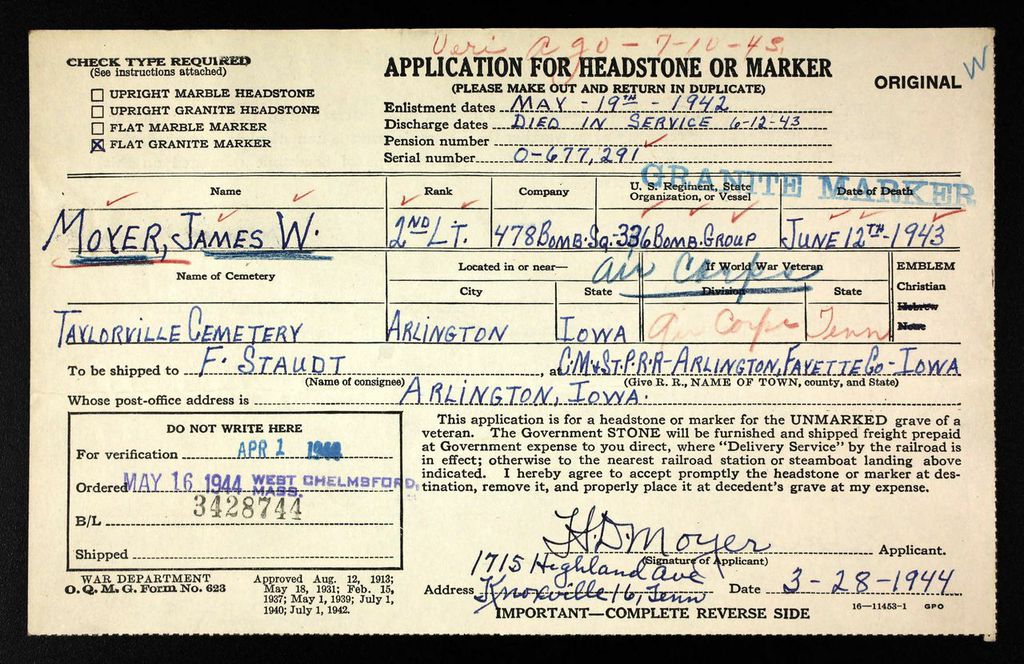 Veri a g o - 7-10-43.
CHECK TYPE REQUIRED
(See instructions attached)
☐ UPRIGHT MARBLE HEADSTONE
☐ UPRIGHT GRANITE HEADSTONE
☐ FLAT MARBLE MARKER
☒ FLAT GRANITE MARKER
APPLICATION FOR HEADSTONE OR MARKER
(PLEASE MAKE OUT AND RETURN IN DUPLICATE)
ORIGINAL W
Enlistment dates MAY - 19TH - 1942
Discharge dates DIED IN SERVICE 6-12-43
Pension number
Serial number O-677,291
GRANITE MARKER
Name Rank Company U. S. Regiment, State Organization, or Vessel Date of Death
MOYER, JAMES W. 2ND LT. 478 BOMB. SQ. - 336 BOMB. GROUP JUNE 12TH - 1943
Name of Cemetery Located in or near— If World War Veteran EMBLEM
Air Corps
City State Division State Christian
Hebrew
None
TAYLORVILLE CEMETERY ARLINGTON IOWA Air Corps Tenn
To be shipped to F. STAUDT, at C.M. & ST. P. R.R - ARLINGTON, FAYETTE CO - IOWA
(Name of consignee) (Give R. R., NAME OF TOWN, county, and State)
Whose post-office address is ARLINGTON, IOWA.
DO NOT WRITE HERE
For verification APR 1
Ordered MAY 16 1944 WEST CHELMSFORD, MASS.
3428744
B/L
Shipped
This application is for a headstone or marker for the UNMARKED grave of a
veteran. The Government STONE will be furnished and shipped freight prepaid
at Government expense to you direct, where "Delivery Service" by the railroad is
in effect; otherwise to the nearest railroad station or steamboat landing above
indicated. I hereby agree to accept promptly the headstone or marker at des-
tination, remove it, and properly place it at decedent's grave at my expense.
H. D. Moyer Applicant.
(Signature of Applicant)
1715 Highland Ave
Address Knoxville 16, Tenn Date 3-28-1944
IMPORTANT—COMPLETE REVERSE SIDE
16—11453-1 GPO
WAR DEPARTMENT
O. Q. M. G. Form No. 623
Approved Aug. 12, 1913;
May 18, 1931; Feb. 15,
1937; May 1, 1939; July 1,
1940; July 1, 1942.